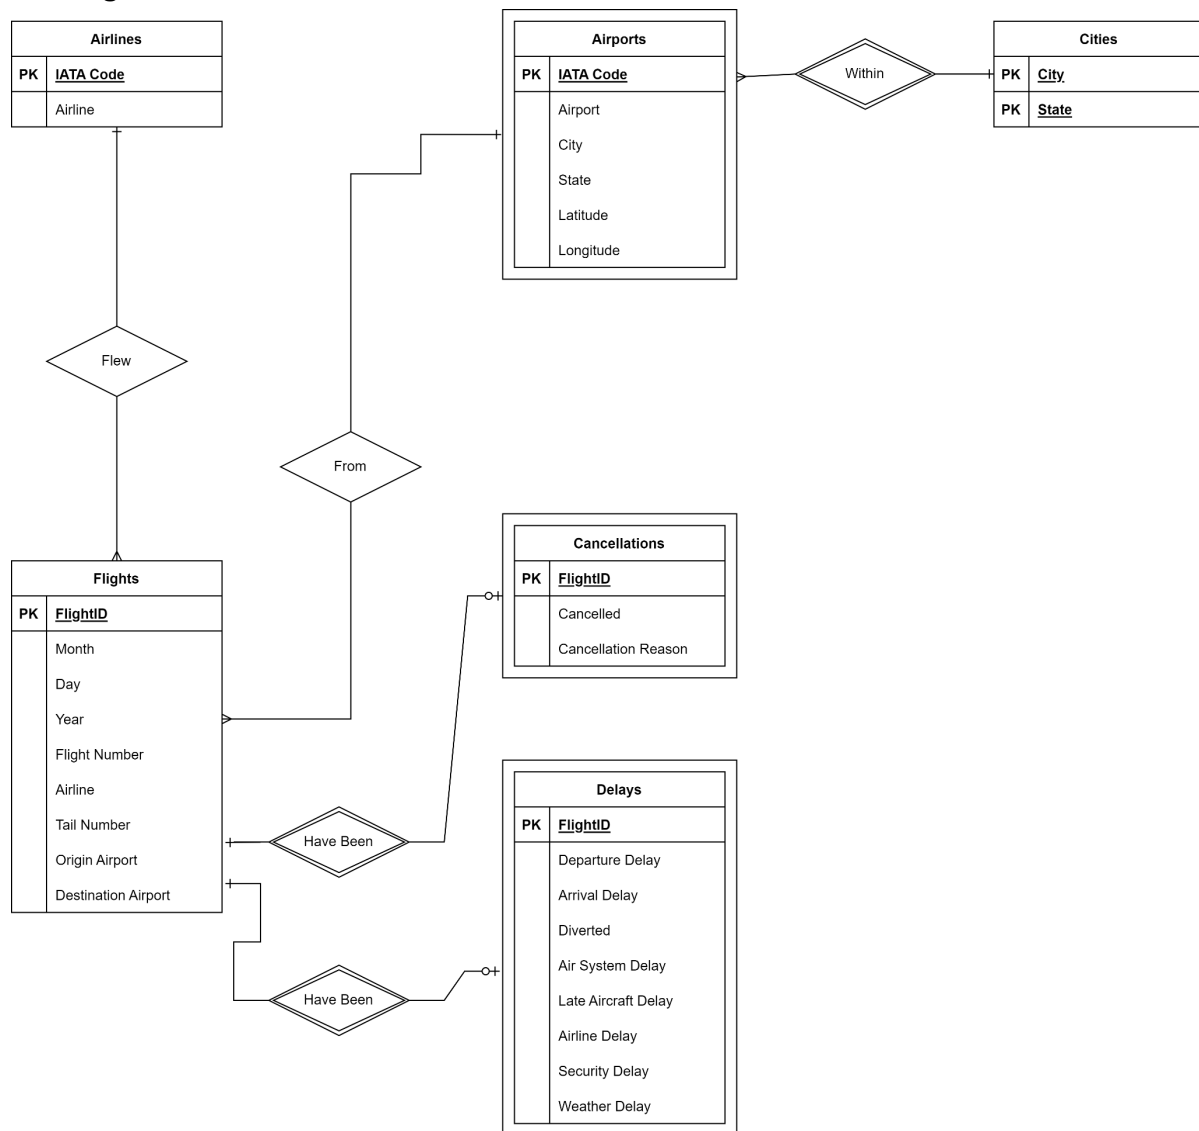 Airlines
PK IATA Code
Airline
Airports
PK IATA Code
Airport
City
State
Latitude
Longitude
Within
Cities
PK City
PK State
Flew
From
Flights
PK FlightID
Month
Day
Year
Flight Number
Airline
Tail Number
Origin Airport
Destination Airport
Cancellations
PK FlightID
Cancelled
Cancellation Reason
Have Been
Have Been
Delays
PK FlightID
Departure Delay
Arrival Delay
Diverted
Air System Delay
Late Aircraft Delay
Airline Delay
Security Delay
Weather Delay